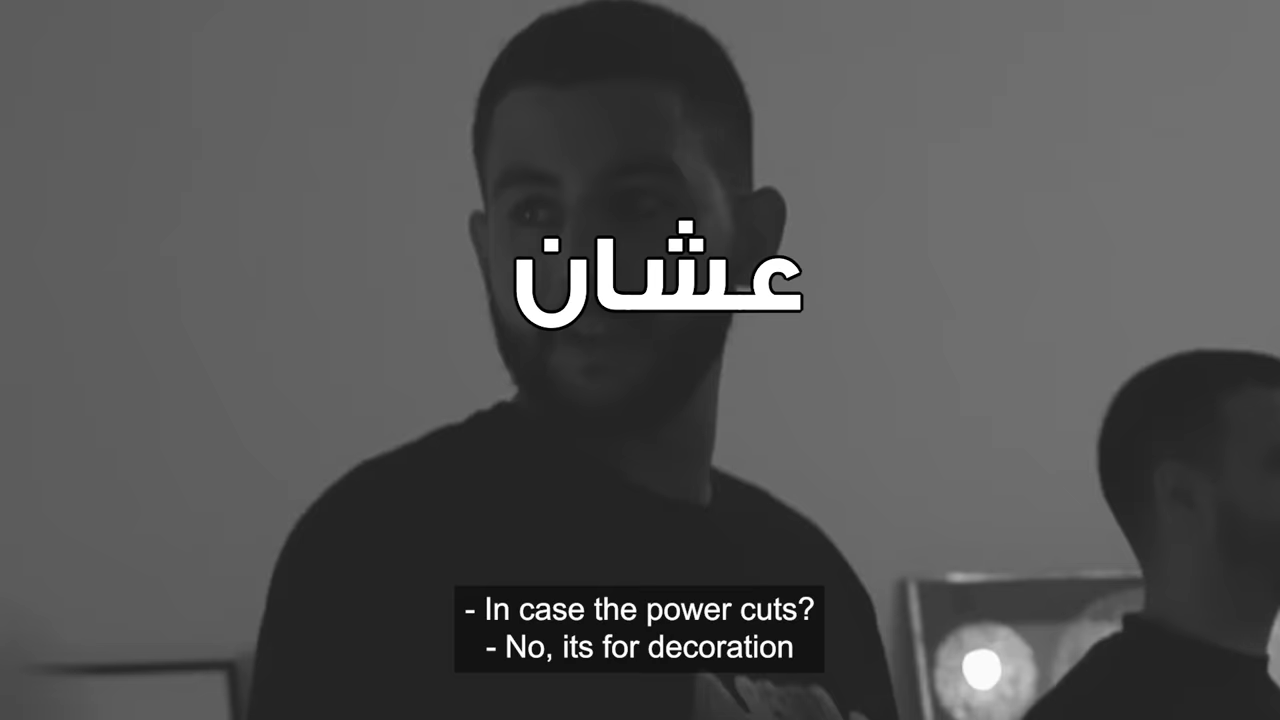 عشان
- In case the power cuts?
- No, its for decoration